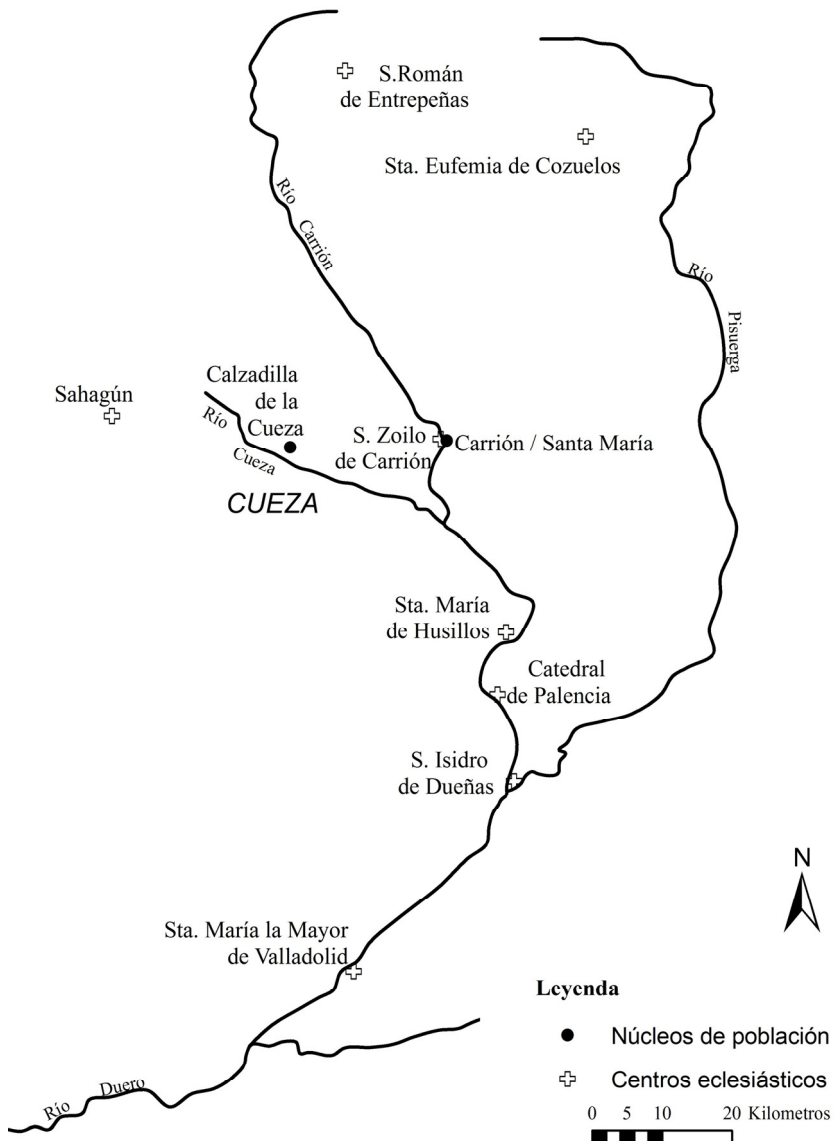 S.Román
de Entrepeñas
Sta. Eufemia de Cozuelos
Río
Carrión
Río
Pisuerga
Sahagún
Calzadilla
de la
Cueza
Río
Cueza
CUEZA
S. Zoilo
de Carrión
Carrión / Santa María
Sta. María
de Husillos
Catedral
de Palencia
S. Isidro
de Dueñas
N
Sta. María la Mayor
de Valladolid
Río
Duero
Leyenda
Núcleos de población
Centros eclesiásticos
0 5 10 20 Kilometros